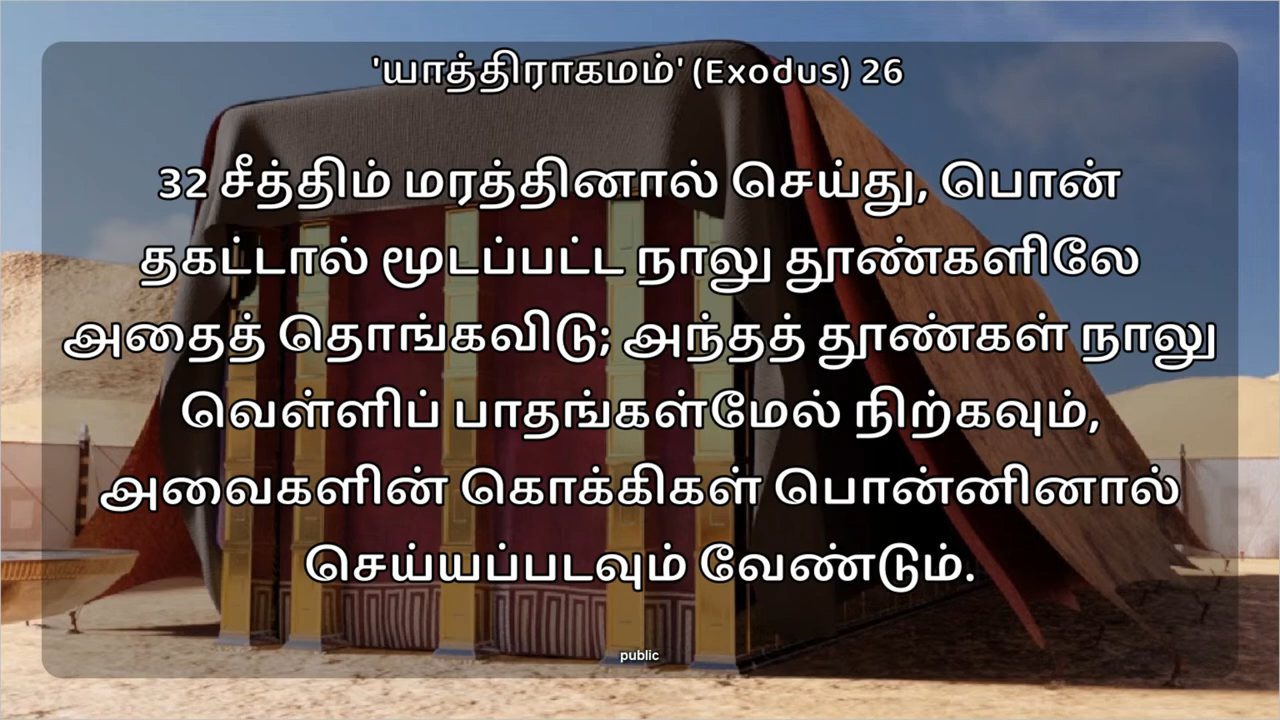 'யாத்திராகமம்' (Exodus) 26
32 சீத்திம் மரத்தினால் செய்து, பொன்
தகட்டால் மூடப்பட்ட நாலு தூண்களிலே
அதைத் தொங்கவிடு; அந்தத் தூண்கள் நாலு
வெள்ளிப் பாதங்கள்மேல் நிற்கவும்,
அவைகளின் கொக்கிகள் பொன்னினால்
செய்யப்படவும் வேண்டும்.
public